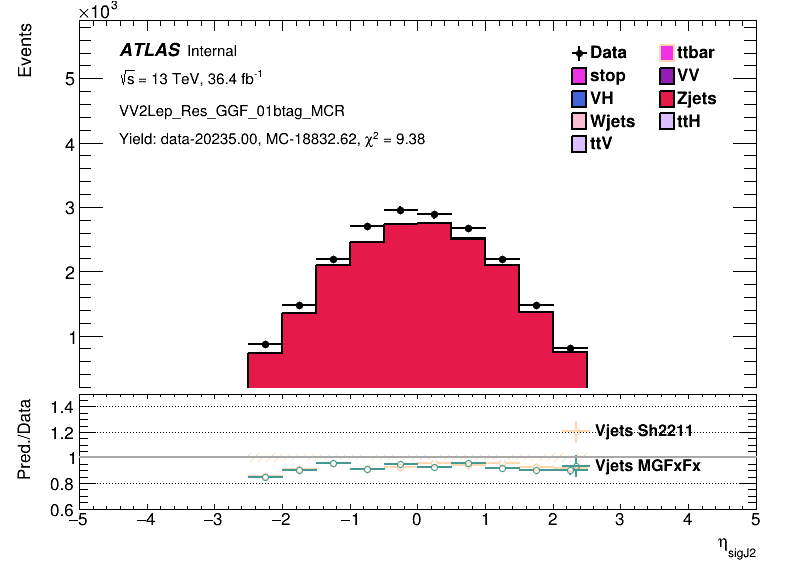 ×10³
Events
ATLAS Internal
√s = 13 TeV, 36.4 fb⁻¹
VV2Lep_Res_GGF_01btag_MCR
Yield: data-20235.00, MC-18832.62, χ² = 9.38
Data ttbar
stop VV
VH Zjets
Wjets ttH
ttV
5
4
3
2
1
Pred./Data
1.4
1.2
1
0.8
0.6
Vjets Sh2211
Vjets MGFxFx
−5 −4 −3 −2 −1 0 1 2 3 4 5
η_sigJ2